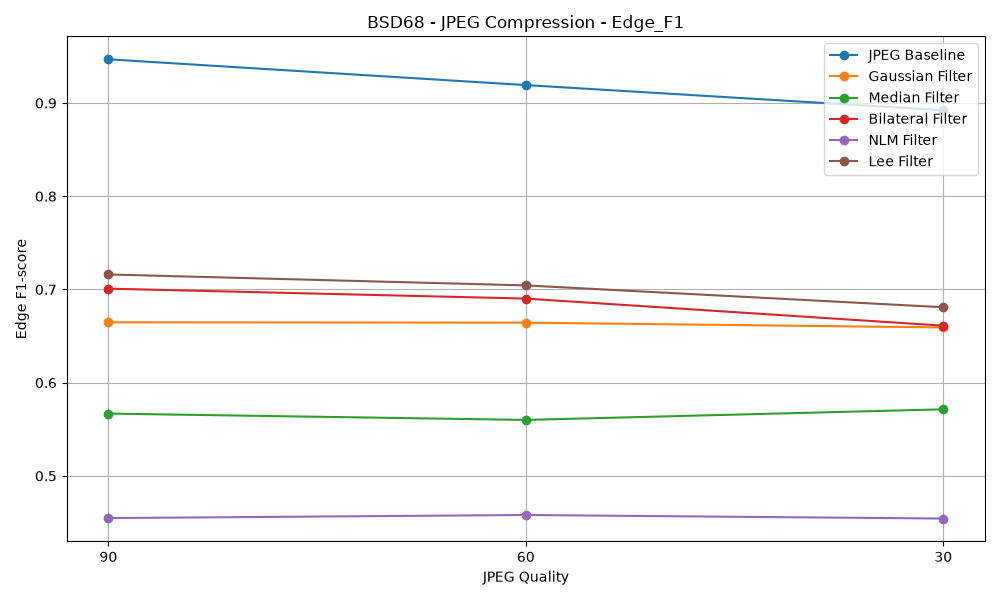 BSD68 - JPEG Compression - Edge_F1
JPEG Baseline
Gaussian Filter
Median Filter
Bilateral Filter
NLM Filter
Lee Filter
Edge F1-score
0.9
0.8
0.7
0.6
0.5
90
60
30
JPEG Quality